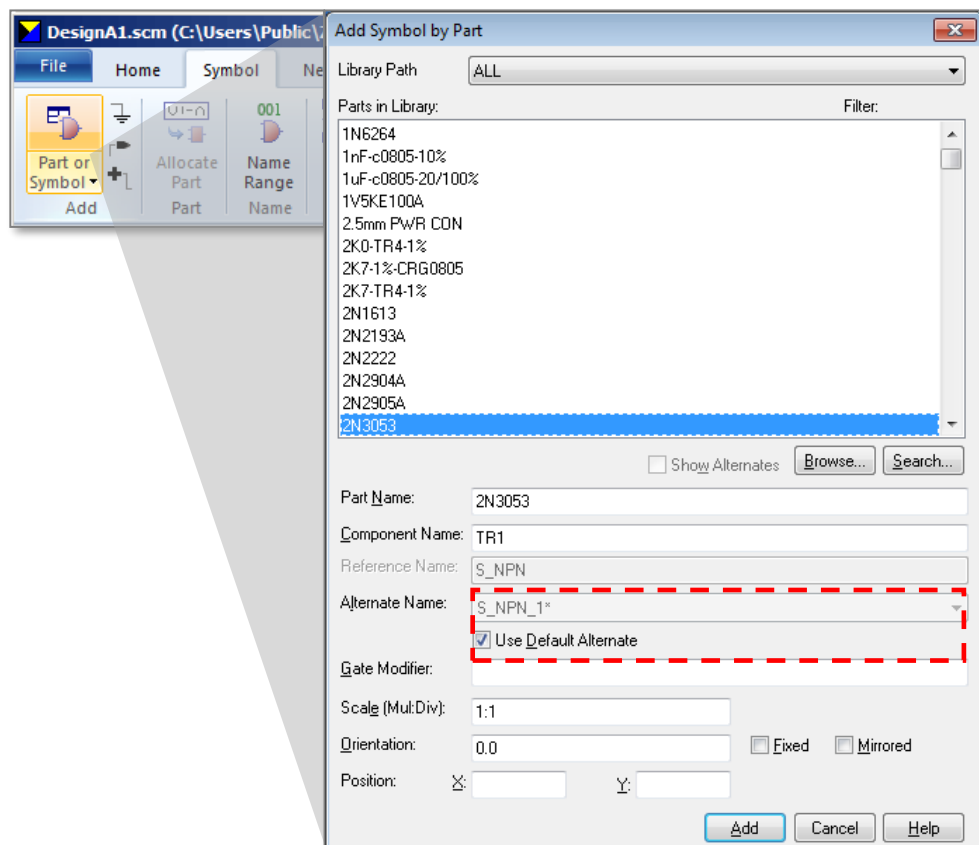 DesignA1.scm (C:\Users\Public\
File Home Symbol Ne
Part or Symbol
Allocate Part
001
Name Range
Add Part Name
Add Symbol by Part
Library Path ALL
Parts in Library: Filter:
1N6264
1nF-c0805-10%
1uF-c0805-20/100%
1V5KE100A
2.5mm PWR CON
2K0-TR4-1%
2K7-1%-CRG0805
2K7-TR4-1%
2N1613
2N2193A
2N2222
2N2904A
2N2905A
2N3053
Show Alternates Browse... Search...
Part Name: 2N3053
Component Name: TR1
Reference Name: S_NPN
Alternate Name: S_NPN_1*
Use Default Alternate
Gate Modifier:
Scale (Mul:Div): 1:1
Orientation: 0.0 Fixed Mirrored
Position: X: Y:
Add Cancel Help